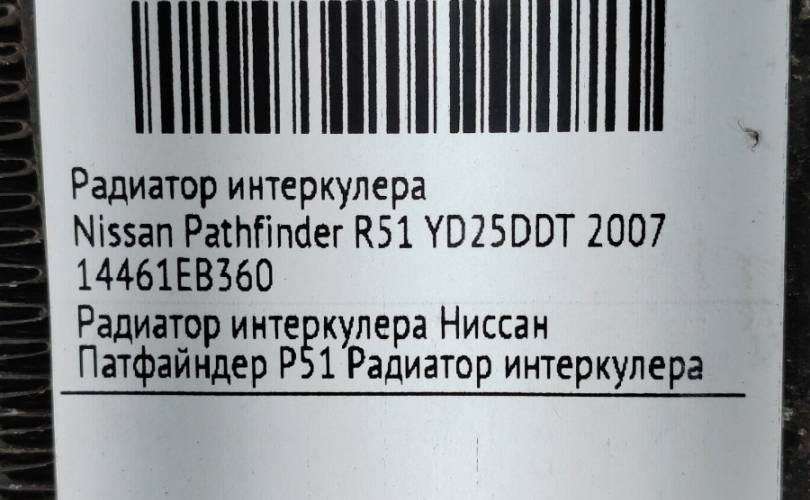 Радиатор интеркулера
Nissan Pathfinder R51 YD25DDT 2007
14461EB360
Радиатор интеркулера Ниссан
Патфайндер Р51 Радиатор интеркулера